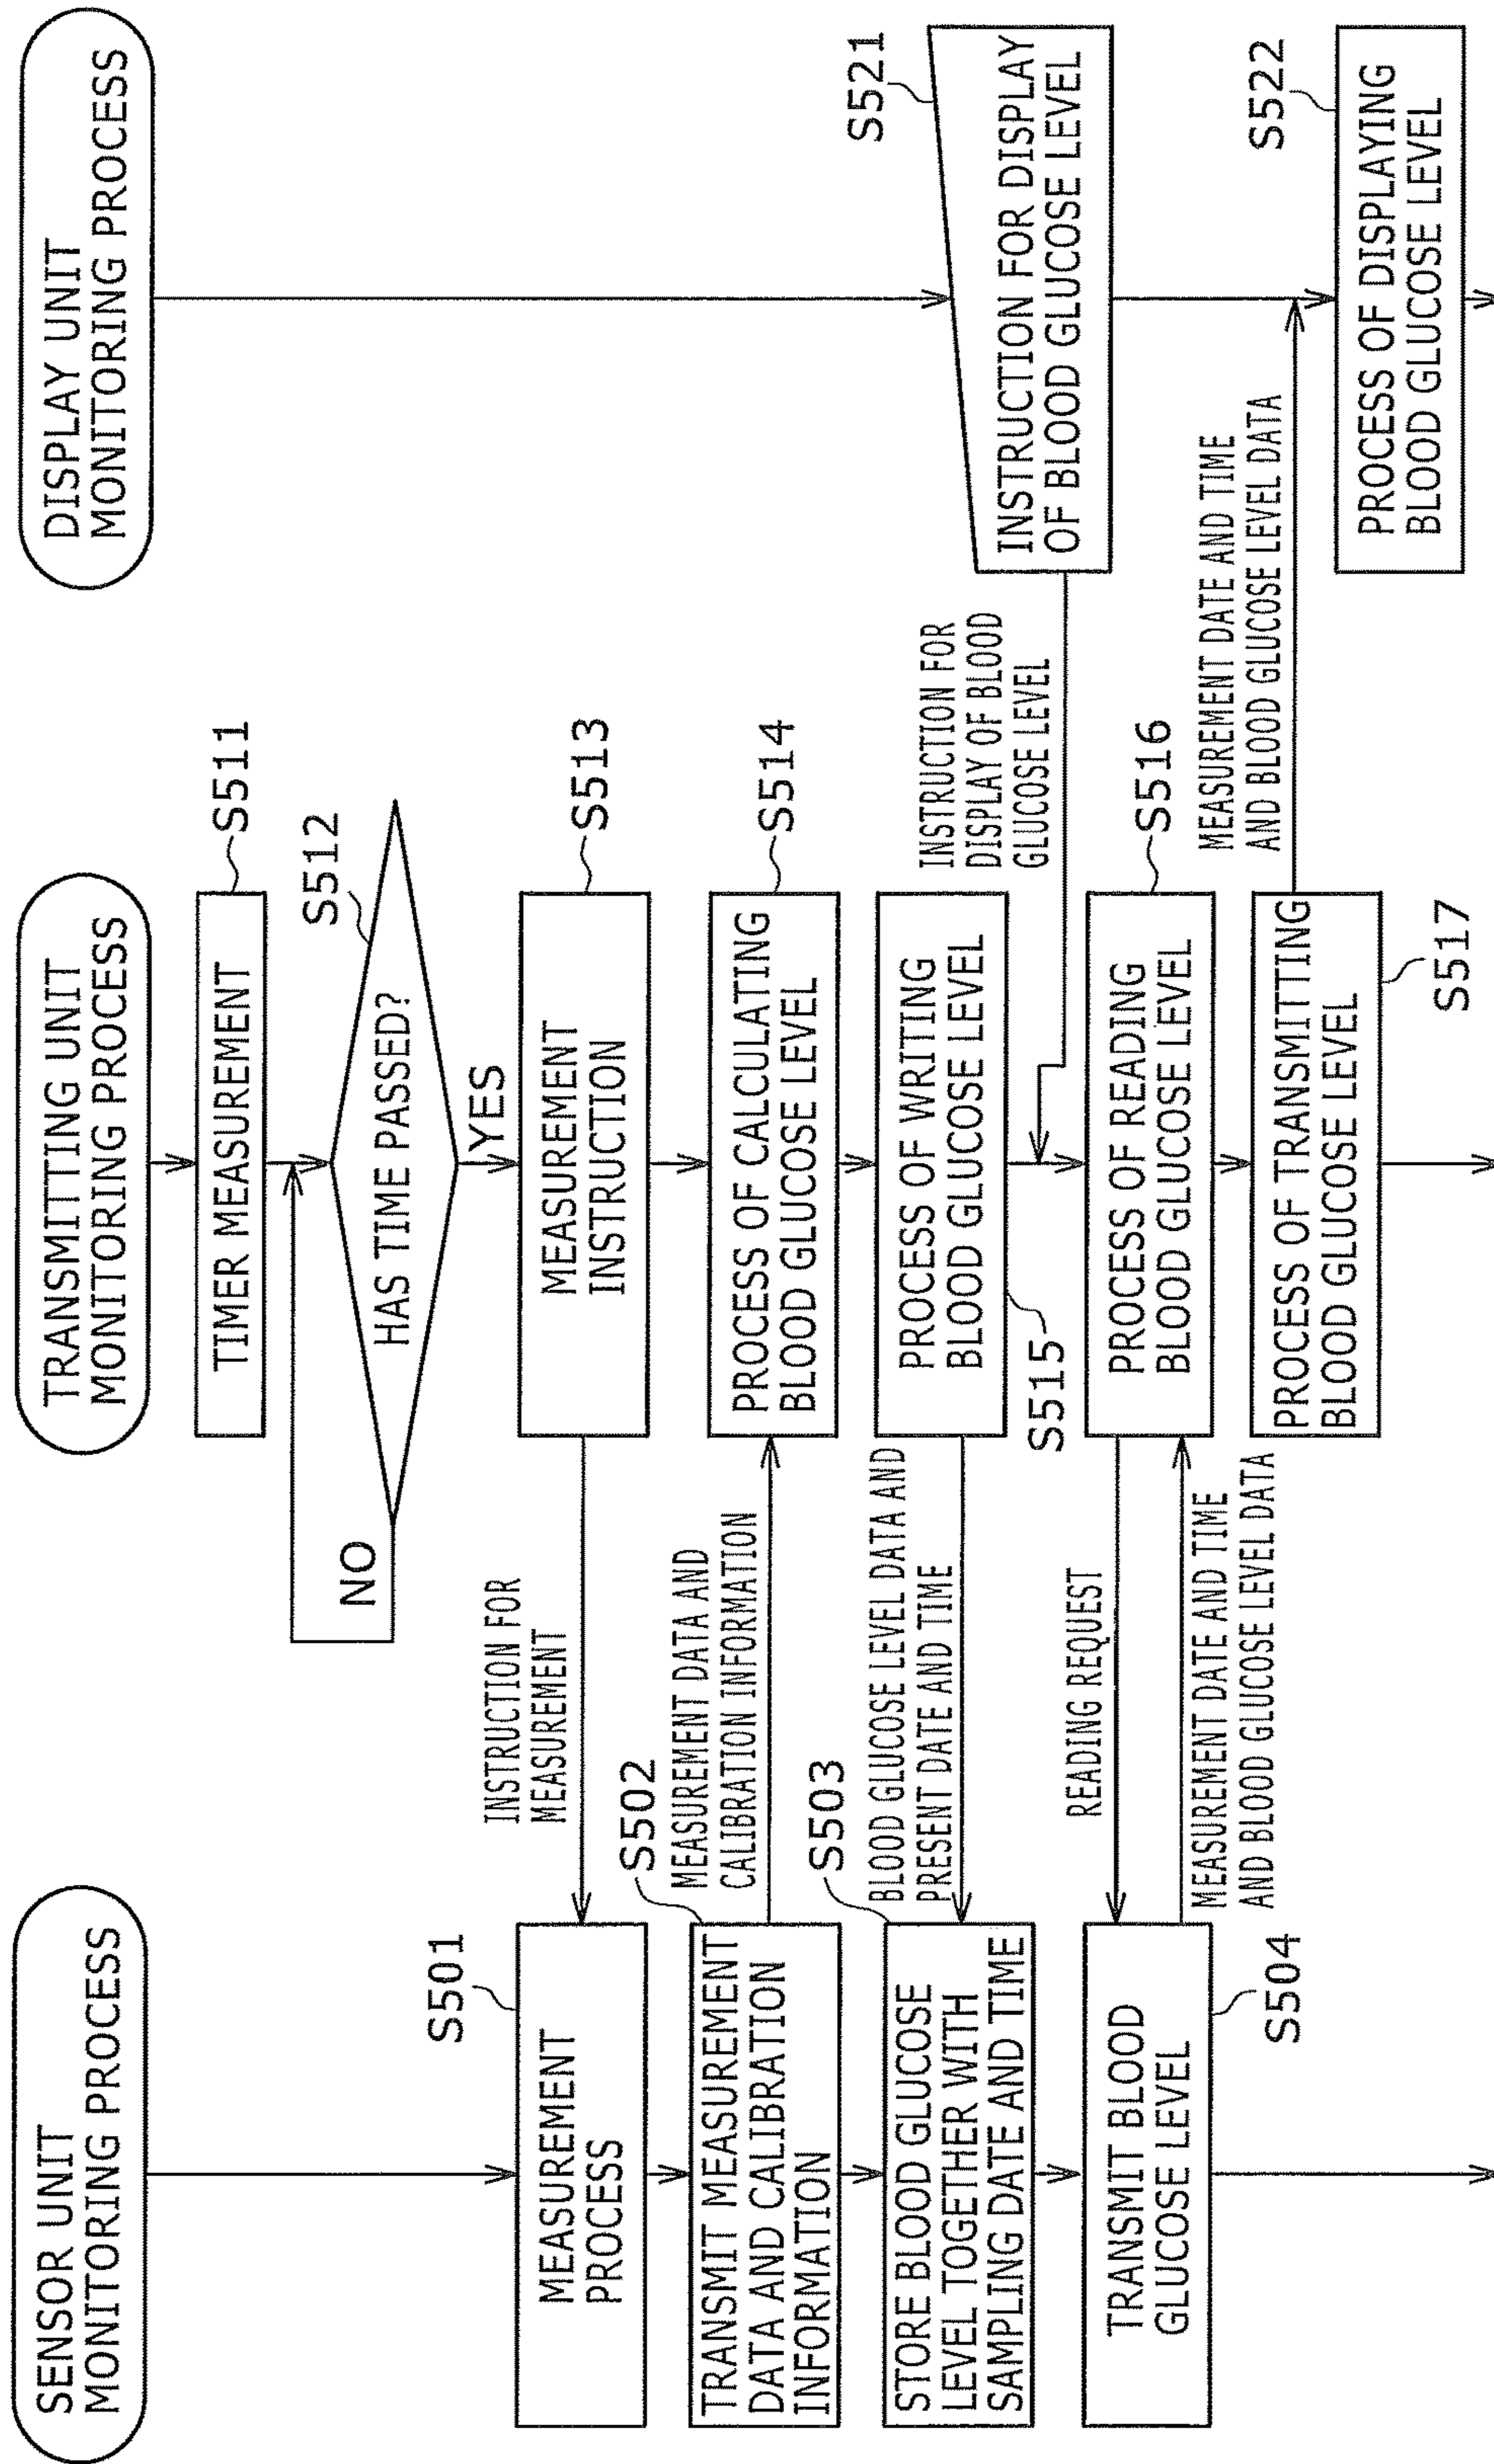 SENSOR UNIT
MONITORING PROCESS
TRANSMITTING UNIT
MONITORING PROCESS
DISPLAY UNIT
MONITORING PROCESS
TIMER MEASUREMENT
S511
S512
HAS TIME PASSED?
NO
YES
S501
MEASUREMENT
PROCESS
INSTRUCTION FOR
MEASUREMENT
MEASUREMENT
INSTRUCTION
S513
S502
TRANSMIT MEASUREMENT
DATA AND CALIBRATION
INFORMATION
MEASUREMENT DATA AND
CALIBRATION INFORMATION
PROCESS OF CALCULATING
BLOOD GLUCOSE LEVEL
S514
S503
STORE BLOOD GLUCOSE
LEVEL TOGETHER WITH
SAMPLING DATE AND TIME
BLOOD GLUCOSE LEVEL DATA AND
PRESENT DATE AND TIME
PROCESS OF WRITING
BLOOD GLUCOSE LEVEL
S515
INSTRUCTION FOR
DISPLAY OF BLOOD
GLUCOSE LEVEL
S521
INSTRUCTION FOR DISPLAY
OF BLOOD GLUCOSE LEVEL
TRANSMIT BLOOD
GLUCOSE LEVEL
S504
READING REQUEST
MEASUREMENT DATE AND TIME
AND BLOOD GLUCOSE LEVEL DATA
PROCESS OF READING
BLOOD GLUCOSE LEVEL
S516
PROCESS OF TRANSMITTING
BLOOD GLUCOSE LEVEL
S517
MEASUREMENT DATE AND TIME
AND BLOOD GLUCOSE LEVEL DATA
S522
PROCESS OF DISPLAYING
BLOOD GLUCOSE LEVEL